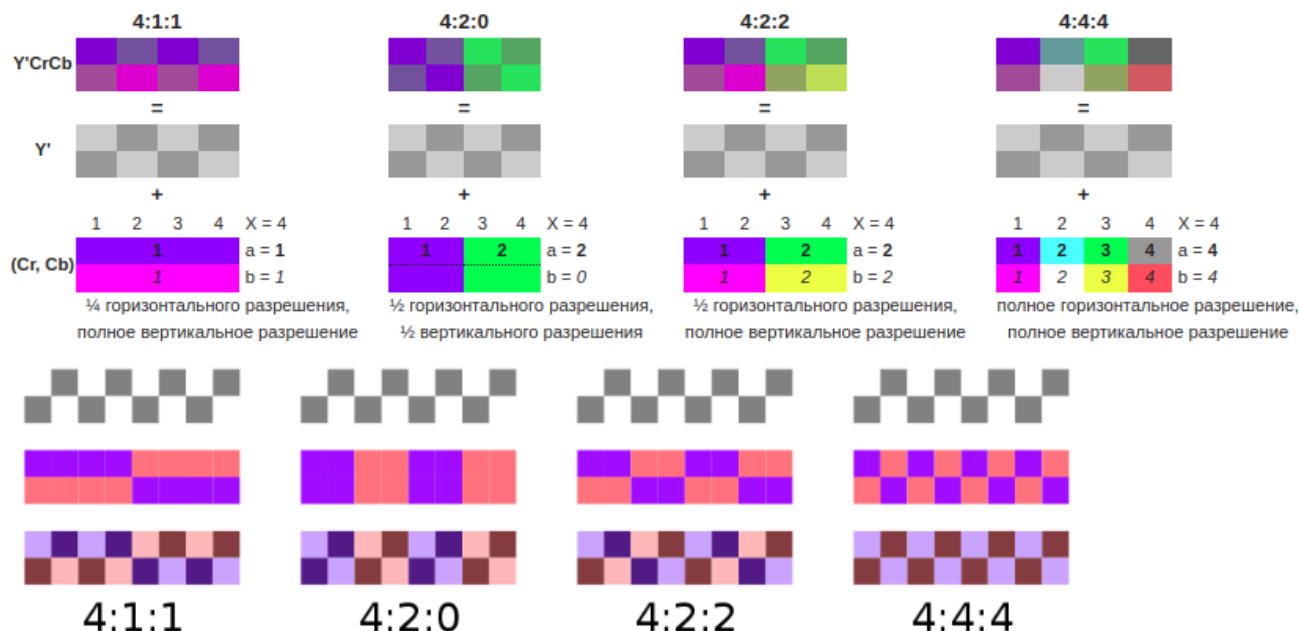 4:1:1 4:2:0 4:2:2 4:4:4
Y'CrCb
= = = =
Y'
+ + + +
1 2 3 4 X = 4 1 2 3 4 X = 4 1 2 3 4 X = 4 1 2 3 4 X = 4
1 a = 1 1 2 a = 2 1 2 a = 2 1 2 3 4 a = 4
(Cr, Cb)
1 b = 1 b = 0 1 2 b = 2 1 2 3 4 b = 4
¼ горизонтального разрешения, ½ горизонтального разрешения, ½ горизонтального разрешения, полное горизонтальное разрешение,
полное вертикальное разрешение ½ вертикального разрешения полное вертикальное разрешение полное вертикальное разрешение
4:1:1 4:2:0 4:2:2 4:4:4